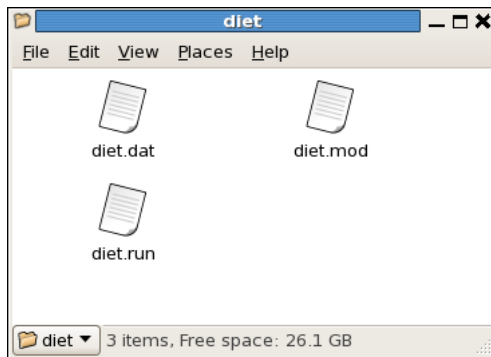 diet
File Edit View Places Help
diet.dat diet.mod
diet.run
diet 3 items, Free space: 26.1 GB